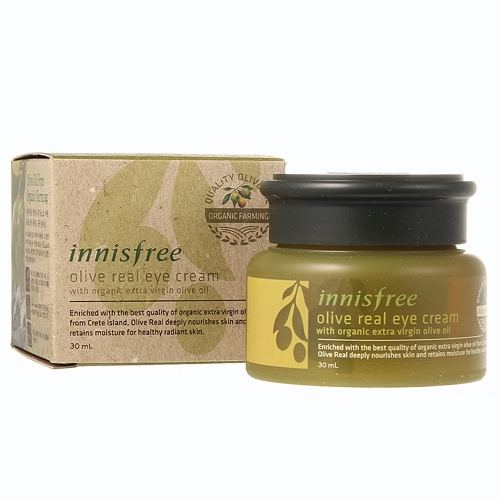 QUALITY OLIVE
ORGANIC FARMING
innisfree
olive real eye cream
with organic extra virgin olive oil
Enriched with the best quality of organic extra virgin
from Crete island, Olive Real deeply nourishes skin and
retains moisture for healthy radiant skin.
30 mL
innisfree
olive real eye cream
with organic extra virgin olive oil
Enriched with the best quality of organic extra virgin olive oil from
Olive Real deeply nourishes skin and retains moisture for
30 mL